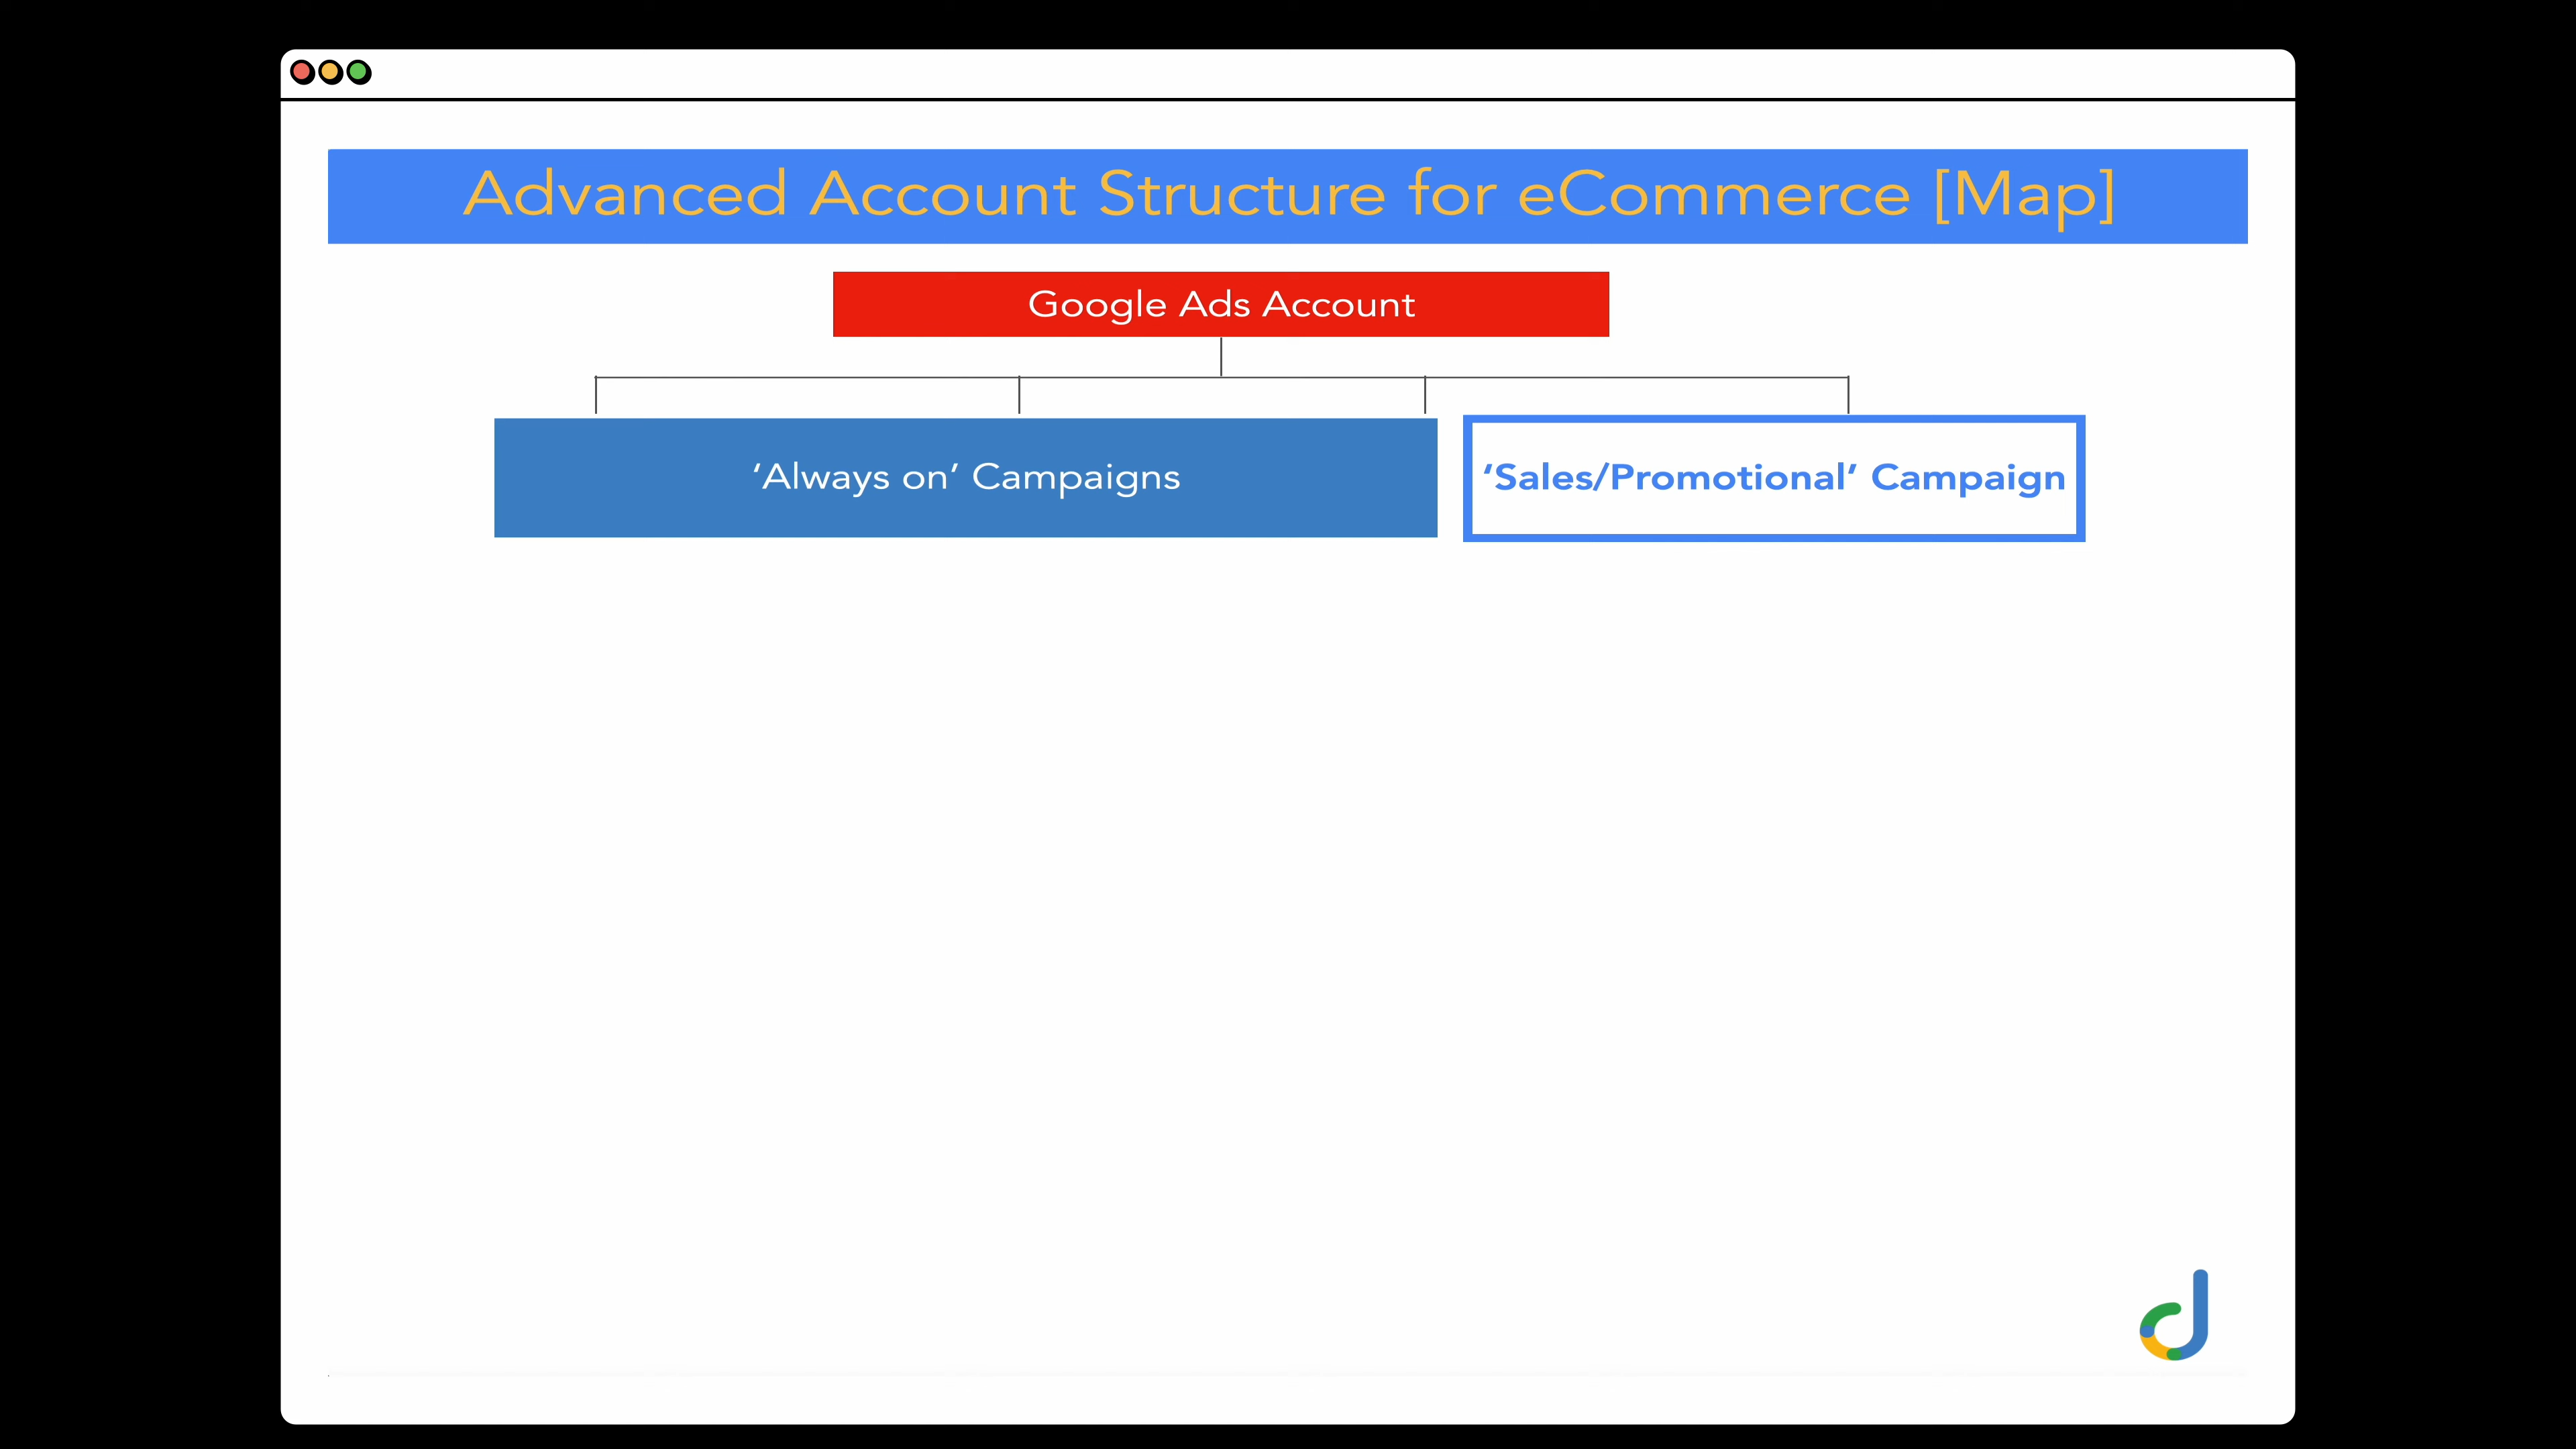 Advanced Account Structure for eCommerce [Map]
Google Ads Account
‘Always on’ Campaigns
‘Sales/Promotional’ Campaign